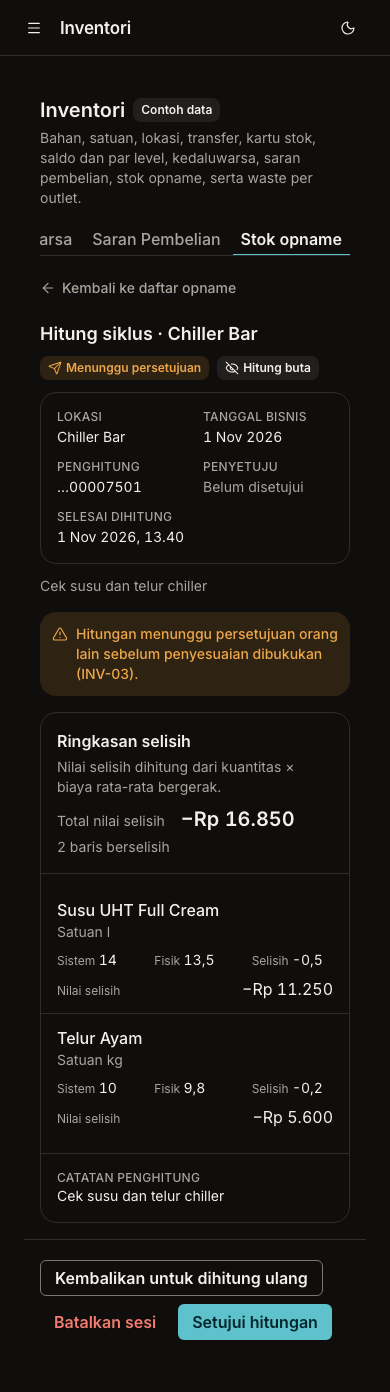 Inventori
Inventori Contoh data
Bahan, satuan, lokasi, transfer, kartu stok,
saldo dan par level, kedaluwarsa, saran
pembelian, stok opname, serta waste per
outlet.
arsa Saran Pembelian Stok opname
Kembali ke daftar opname
Hitung siklus · Chiller Bar
Menunggu persetujuan Hitung buta
LOKASI TANGGAL BISNIS
Chiller Bar 1 Nov 2026
PENGHITUNG PENYETUJU
…00007501 Belum disetujui
SELESAI DIHITUNG
1 Nov 2026, 13.40
Cek susu dan telur chiller
Hitungan menunggu persetujuan orang
lain sebelum penyesuaian dibukukan
(INV-03).
Ringkasan selisih
Nilai selisih dihitung dari kuantitas ×
biaya rata-rata bergerak.
Total nilai selisih −Rp 16.850
2 baris berselisih
Susu UHT Full Cream
Satuan l
Sistem 14 Fisik 13,5 Selisih -0,5
Nilai selisih −Rp 11.250
Telur Ayam
Satuan kg
Sistem 10 Fisik 9,8 Selisih -0,2
Nilai selisih −Rp 5.600
CATATAN PENGHITUNG
Cek susu dan telur chiller
Kembalikan untuk dihitung ulang
Batalkan sesi Setujui hitungan